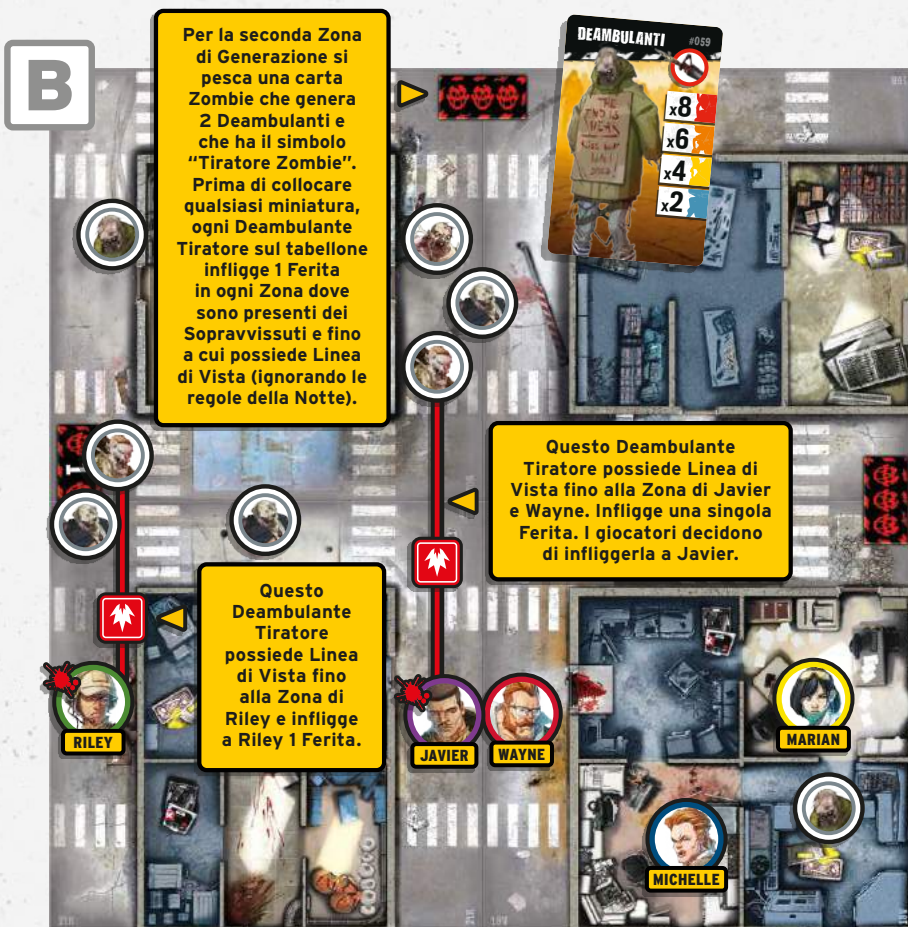 B
Per la seconda Zona
di Generazione si
pesca una carta
Zombie che genera
2 Deambulanti e
che ha il simbolo
“Tiratore Zombie”.
Prima di collocare
qualsiasi miniatura,
ogni Deambulante
Tiratore sul tabellone
infligge 1 Ferita
in ogni Zona dove
sono presenti dei
Sopravvissuti e fino
a cui possiede Linea
di Vista (ignorando le
regole della Notte).
DEAMBULANTI #059
x8
x6
x4
x2
THE
END IS
NEAR
Questo Deambulante
Tiratore possiede Linea di
Vista fino alla Zona di Javier
e Wayne. Infligge una singola
Ferita. I giocatori decidono
di infliggerla a Javier.
Questo
Deambulante
Tiratore
possiede Linea
di Vista fino
alla Zona di
Riley e infligge
a Riley 1 Ferita.
RILEY
JAVIER
WAYNE
MARIAN
MICHELLE